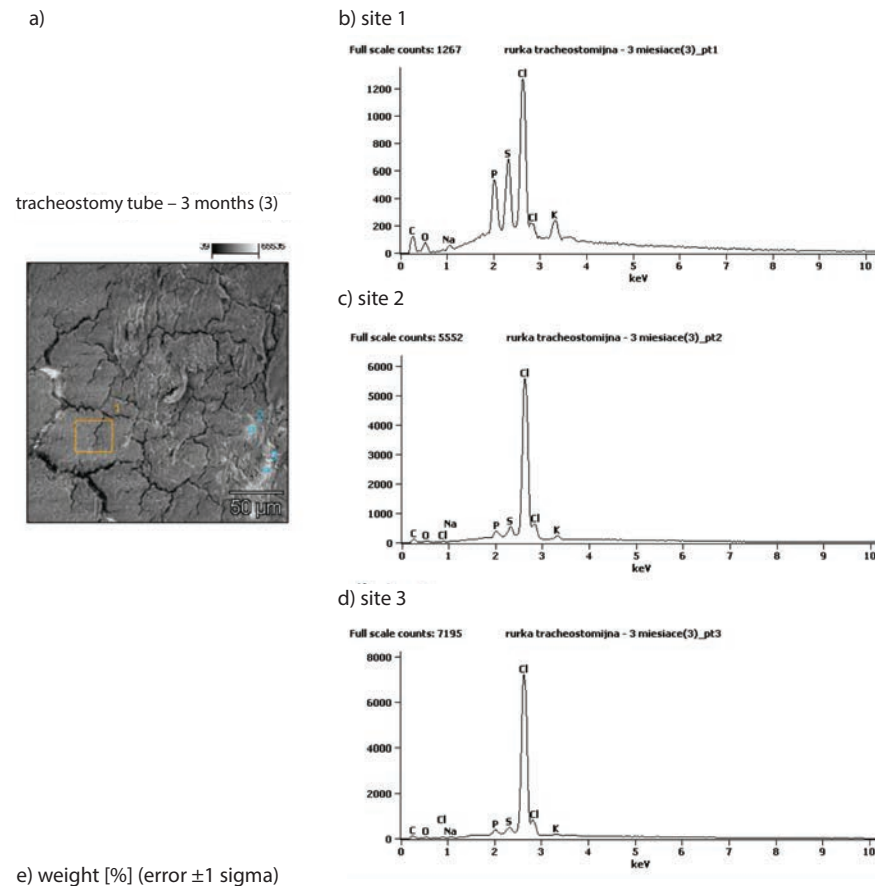 a)
tracheostomy tube – 3 months (3)
39 65535
1
2
50 µm
b) site 1
Full scale counts: 1267 rurka tracheostomijna - 3 miesiace(3)_pt1
1200
1000
800
600
400
200
0
C O Na P S Cl Cl K
0 1 2 3 4 5 6 7 8 9 10
keV
c) site 2
Full scale counts: 5552 rurka tracheostomijna - 3 miesiace(3)_pt2
6000
5000
4000
3000
2000
1000
0
C O Cl Na P S Cl Cl K
0 1 2 3 4 5 6 7 8 9 10
keV
d) site 3
Full scale counts: 7195 rurka tracheostomijna - 3 miesiace(3)_pt3
8000
6000
4000
2000
0
C O Cl Na P S Cl Cl K
0 1 2 3 4 5 6 7 8 9 10
keV
e) weight [%] (error ±1 sigma)